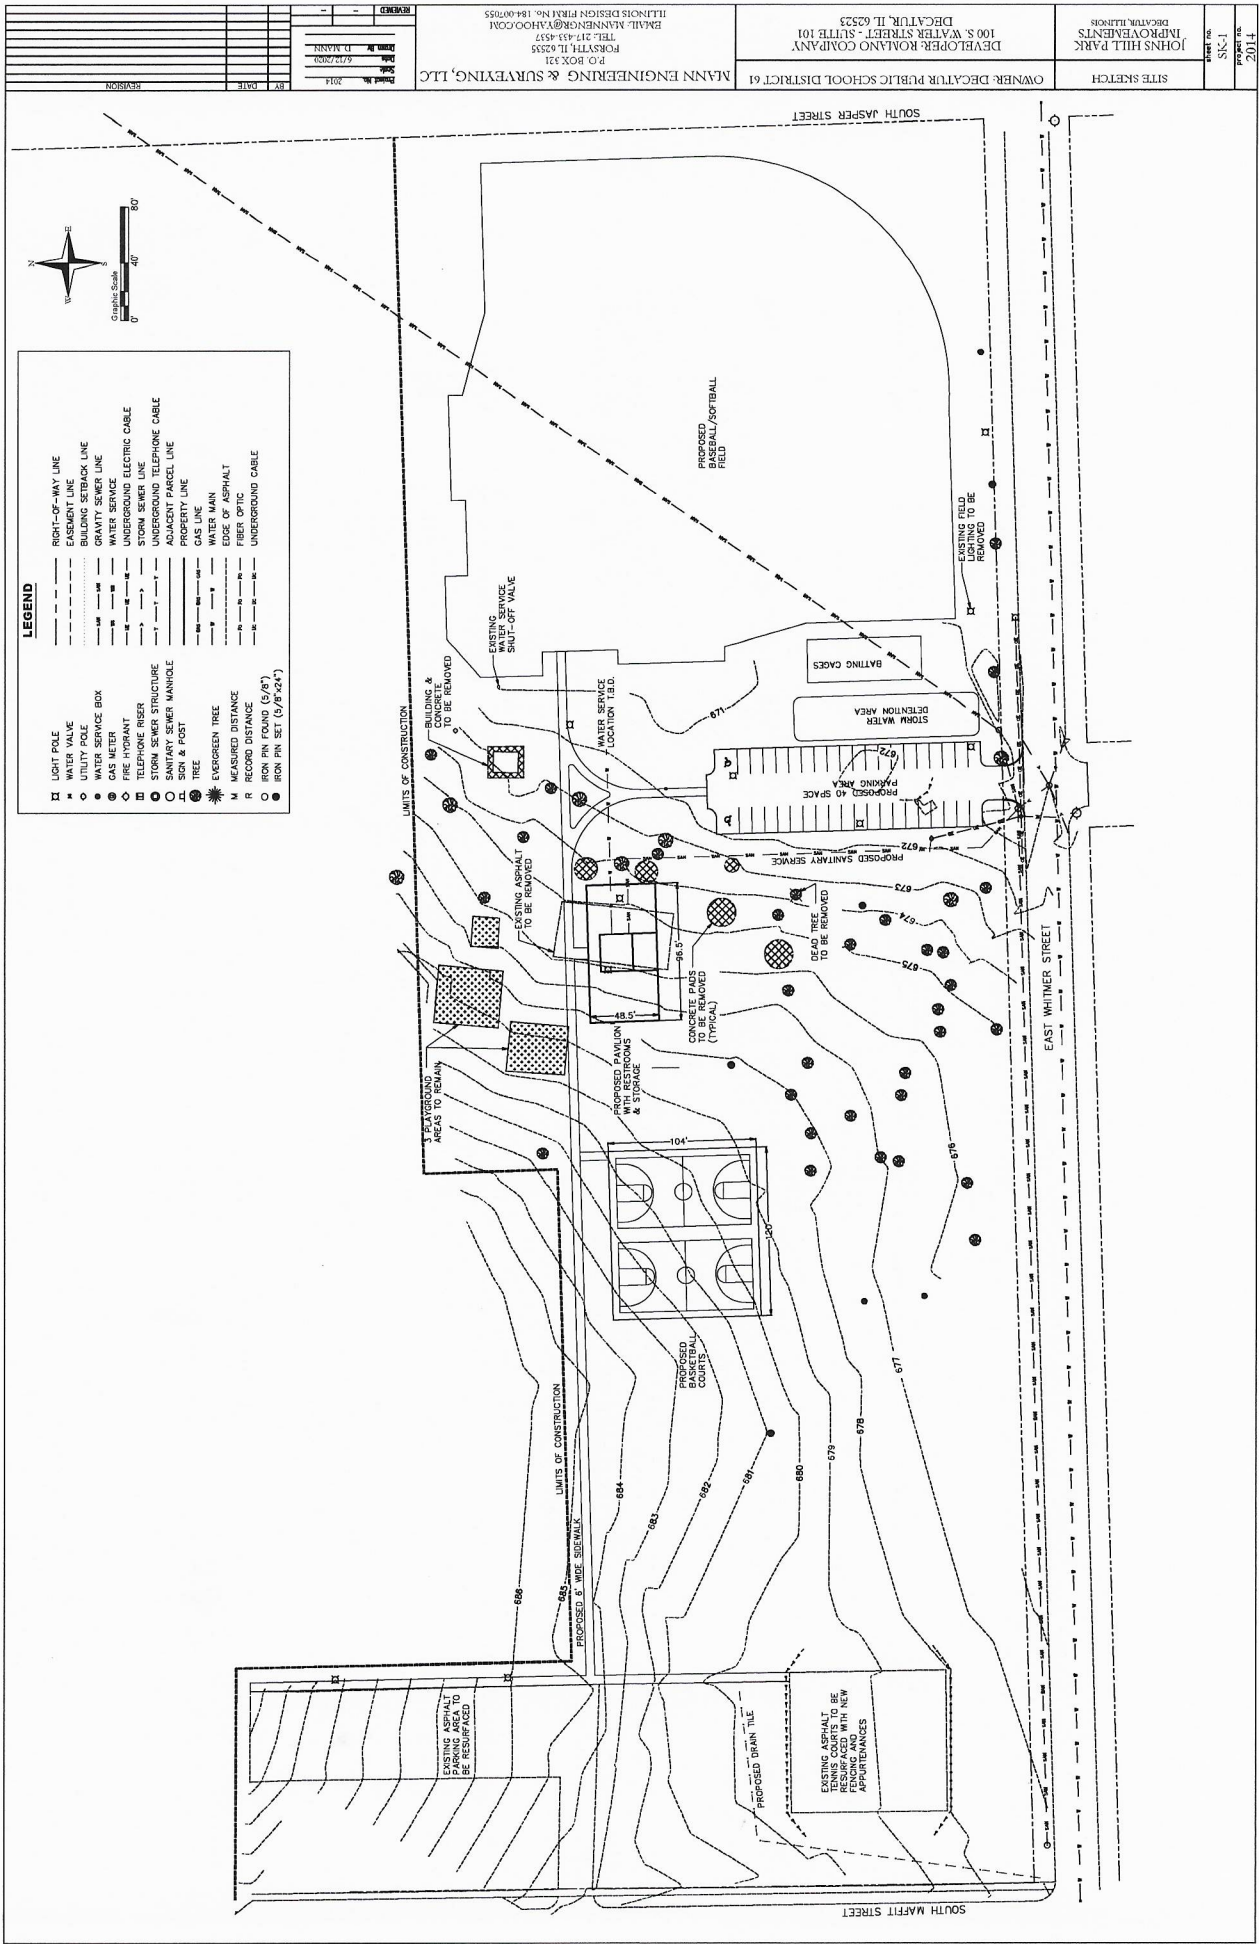 2014
project no.
SK-1
sheet no.
JOHNS HILL PARK
IMPROVEMENTS
DECATUR, ILLINOIS
SITE SKETCH
OWNER: DECATUR PUBLIC SCHOOL DISTRICT 61
DEVELOPER: ROMANO COMPANY
100 S. WATER STREET - SUITE 101
DECATUR, IL 62523
MANN ENGINEERING & SURVEYING, LLC
P.O. BOX 321
FORSYTH, IL 62535
TEL: 217-433-4537
EMAIL: MANNENGR@YAHOO.COM
ILLINOIS DESIGN FIRM No. 184-007055
Project No.
2014
Scale
Date
6/12/2020
Drawn By
D. MANN
REVIEWED
REVISION
DATE
BY
N
E
S
W
Graphic Scale
0'
40'
80'
LEGEND
LIGHT POLE
WATER VALVE
UTILITY POLE
WATER SERVICE BOX
GAS METER
FIRE HYDRANT
TELEPHONE RISER
STORM SEWER STRUCTURE
SANITARY SEWER MANHOLE
SIGN & POST
TREE
EVERGREEN TREE
M MEASURED DISTANCE
R RECORD DISTANCE
IRON PIN FOUND (5/8")
IRON PIN SET (5/8"x24")
RIGHT-OF-WAY LINE
EASEMENT LINE
BUILDING SETBACK LINE
GRAVITY SEWER LINE
WATER SERVICE
UNDERGROUND ELECTRIC CABLE
STORM SEWER LINE
UNDERGROUND TELEPHONE CABLE
ADJACENT PARCEL LINE
PROPERTY LINE
GAS LINE
WATER MAIN
EDGE OF ASPHALT
FIBER OPTIC
UNDERGROUND CABLE
SOUTH JASPER STREET
PROPOSED
BASEBALL/SOFTBALL
FIELD
EXISTING FIELD
LIGHTING TO BE
REMOVED
EXISTING
WATER SERVICE
SHUT-OFF VALVE
BUILDING &
CONCRETE
TO BE REMOVED
LIMITS OF CONSTRUCTION
WATER SERVICE
LOCATION T.B.D.
671
BATTING CAGES
STORM WATER
DETENTION AREA
672
PROPOSED 40 SPACE
PARKING AREA
PROPOSED SANITARY SERVICE
672
673
674
675
EXISTING ASPHALT
TO BE REMOVED
DEAD TREE
TO BE REMOVED
CONCRETE PADS
TO BE REMOVED
(TYPICAL)
96.5'
48.5'
PROPOSED PAVILION
WITH RESTROOMS
& STORAGE
3 PLAYGROUND
AREAS TO REMAIN
EAST WHITMER STREET
104'
120'
676
PROPOSED
BASKETBALL
COURTS
677
678
679
680
681
682
683
684
685
686
LIMITS OF CONSTRUCTION
PROPOSED 6' WIDE SIDEWALK
EXISTING ASPHALT
PARKING AREA TO
BE RESURFACED
PROPOSED DRAIN TILE
EXISTING ASPHALT
TENNIS COURTS TO BE
RESURFACED WITH NEW
FENCING AND
APPURTENANCES
SOUTH MAFFIT STREET